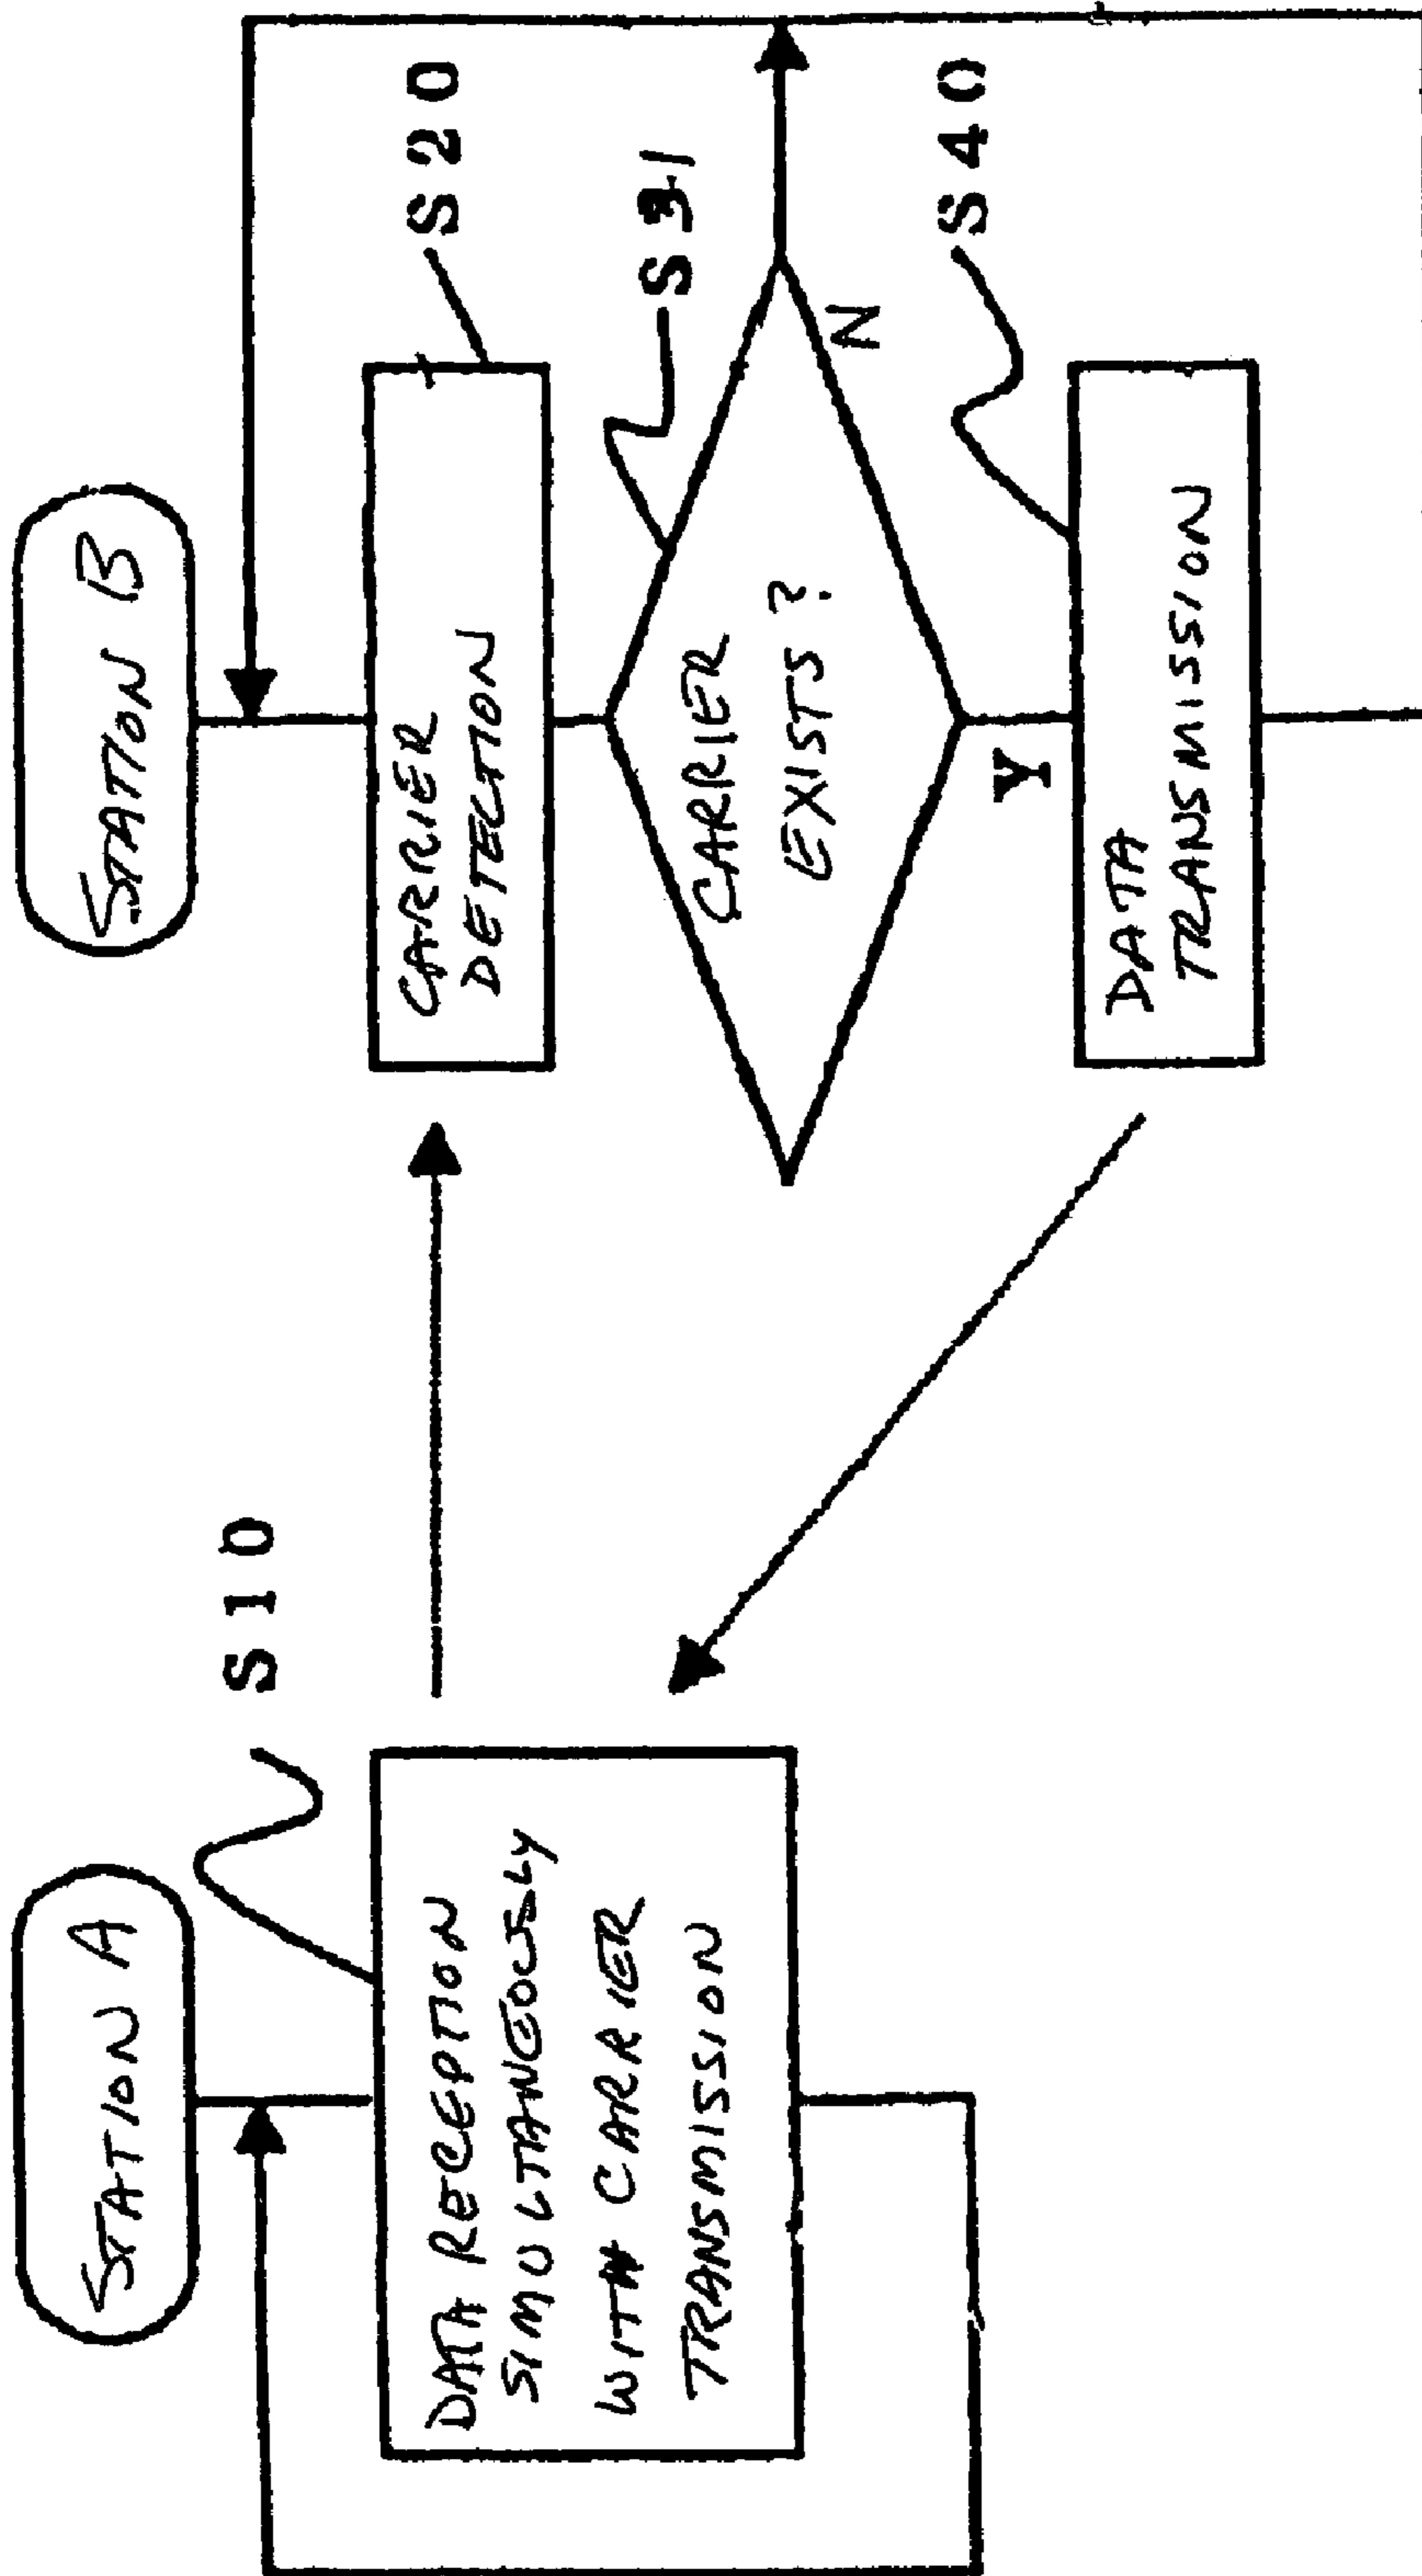 STATION A
S10
DATA RECEPTION
SIMULTANEOUSLY
WITH CARRIER
TRANSMISSION
STATION B
S20
CARRIER
DETECTION
S31
CARRIER
EXISTS ?
N
Y
S40
DATA
TRANSMISSION